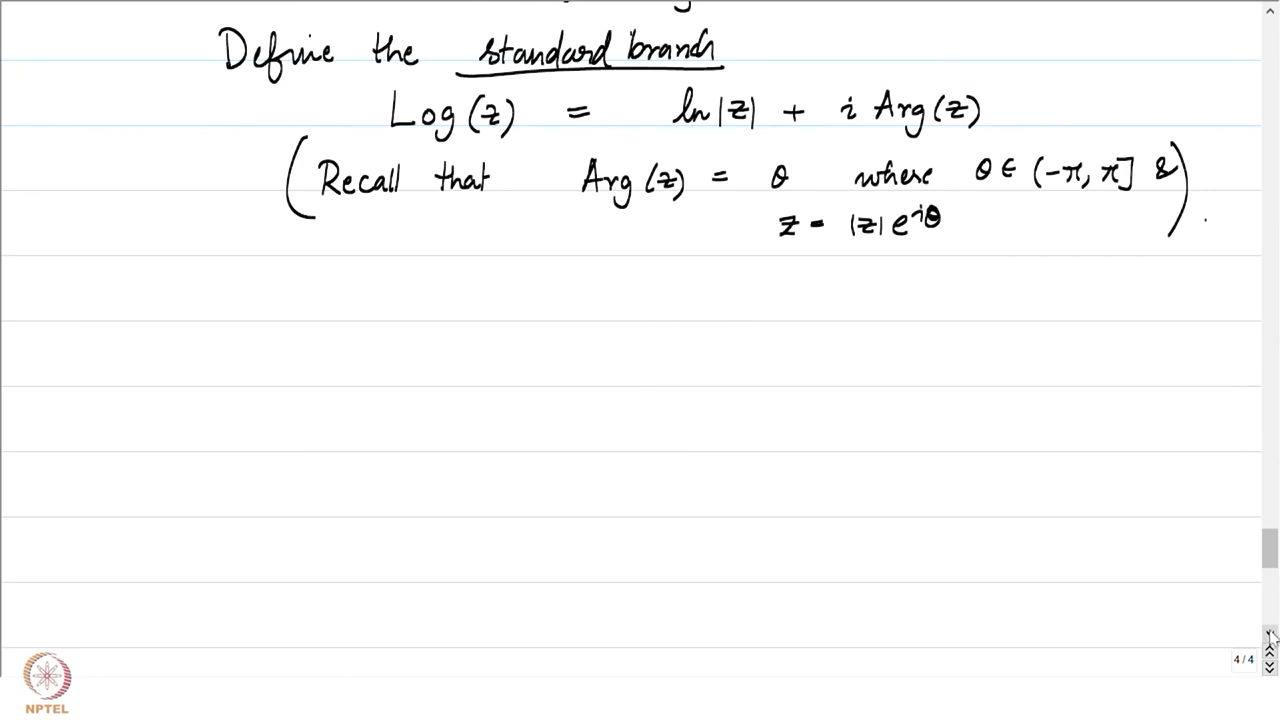 Define the standard branch
Log(z) = ln|z| + i Arg(z)
(Recall that Arg(z) = θ where θ ∈ (-π, π] &
z = |z| e^{iθ}).
4 / 4
NPTEL